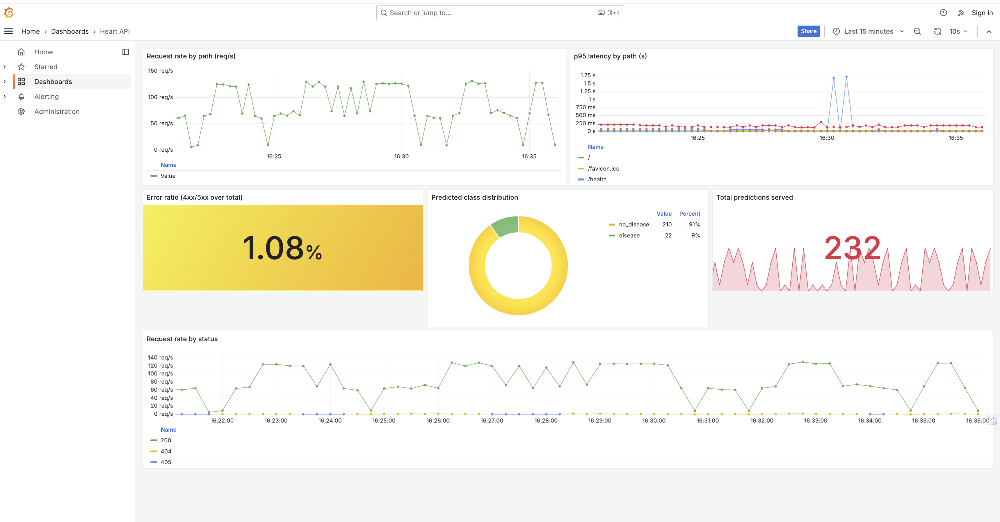 Search or jump to... ⌘+k
Sign in
Home › Dashboards › Heart API
Share
Last 15 minutes
10s
Home
Starred
Dashboards
Alerting
Administration
Request rate by path (req/s)
150 req/s
100 req/s
50 req/s
0 req/s
16:25 16:30 16:35
Name
Value
p95 latency by path (s)
1.75 s
1.5 s
1.25 s
1 s
750 ms
500 ms
250 ms
0 s
16:25 16:30 16:35
Name
/
/favicon.ico
/health
Error ratio (4xx/5xx over total)
1.08%
Predicted class distribution
Value Percent
no_disease 210 91%
disease 22 9%
Total predictions served
232
Request rate by status
140 req/s
120 req/s
100 req/s
80 req/s
60 req/s
40 req/s
20 req/s
0 req/s
16:22:00 16:23:00 16:24:00 16:25:00 16:26:00 16:27:00 16:28:00 16:29:00 16:30:00 16:31:00 16:32:00 16:33:00 16:34:00 16:35:00 16:36:00
Name
200
404
405